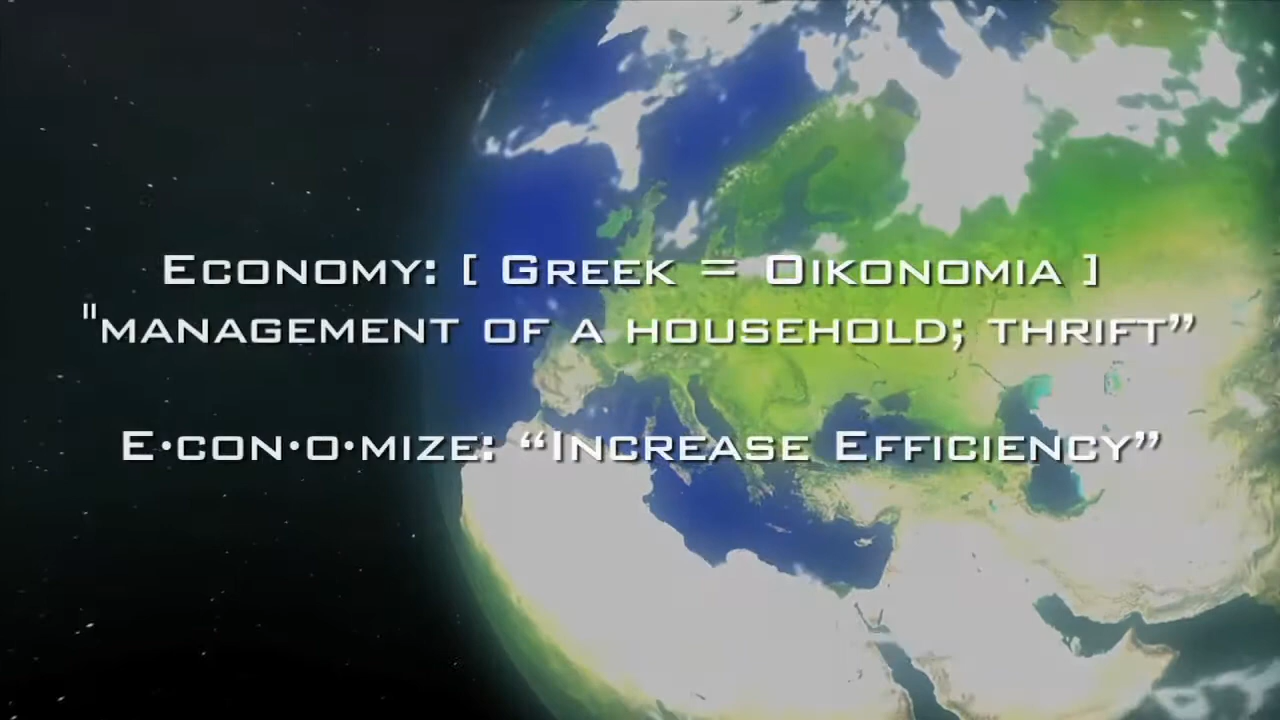 Economy: [ Greek = Oikonomia ]
"management of a household; thrift”
E·con·o·mize: “Increase Efficiency”